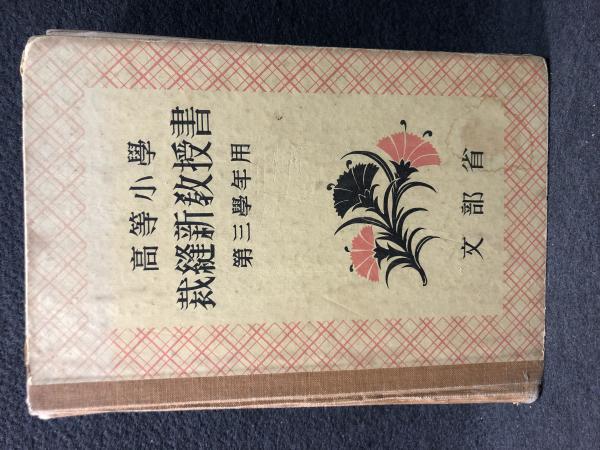 高等小學
裁縫新教授書
第三學年用
文部省